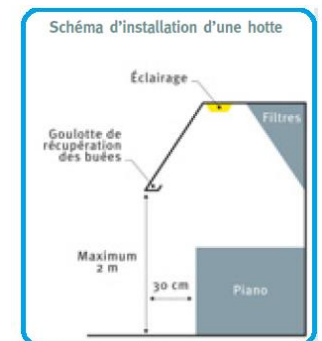 Schéma d'installation d'une hotte
Éclairage
Filtres
Goulotte de
récupération
des buées
Maximum
2 m
30 cm
Piano